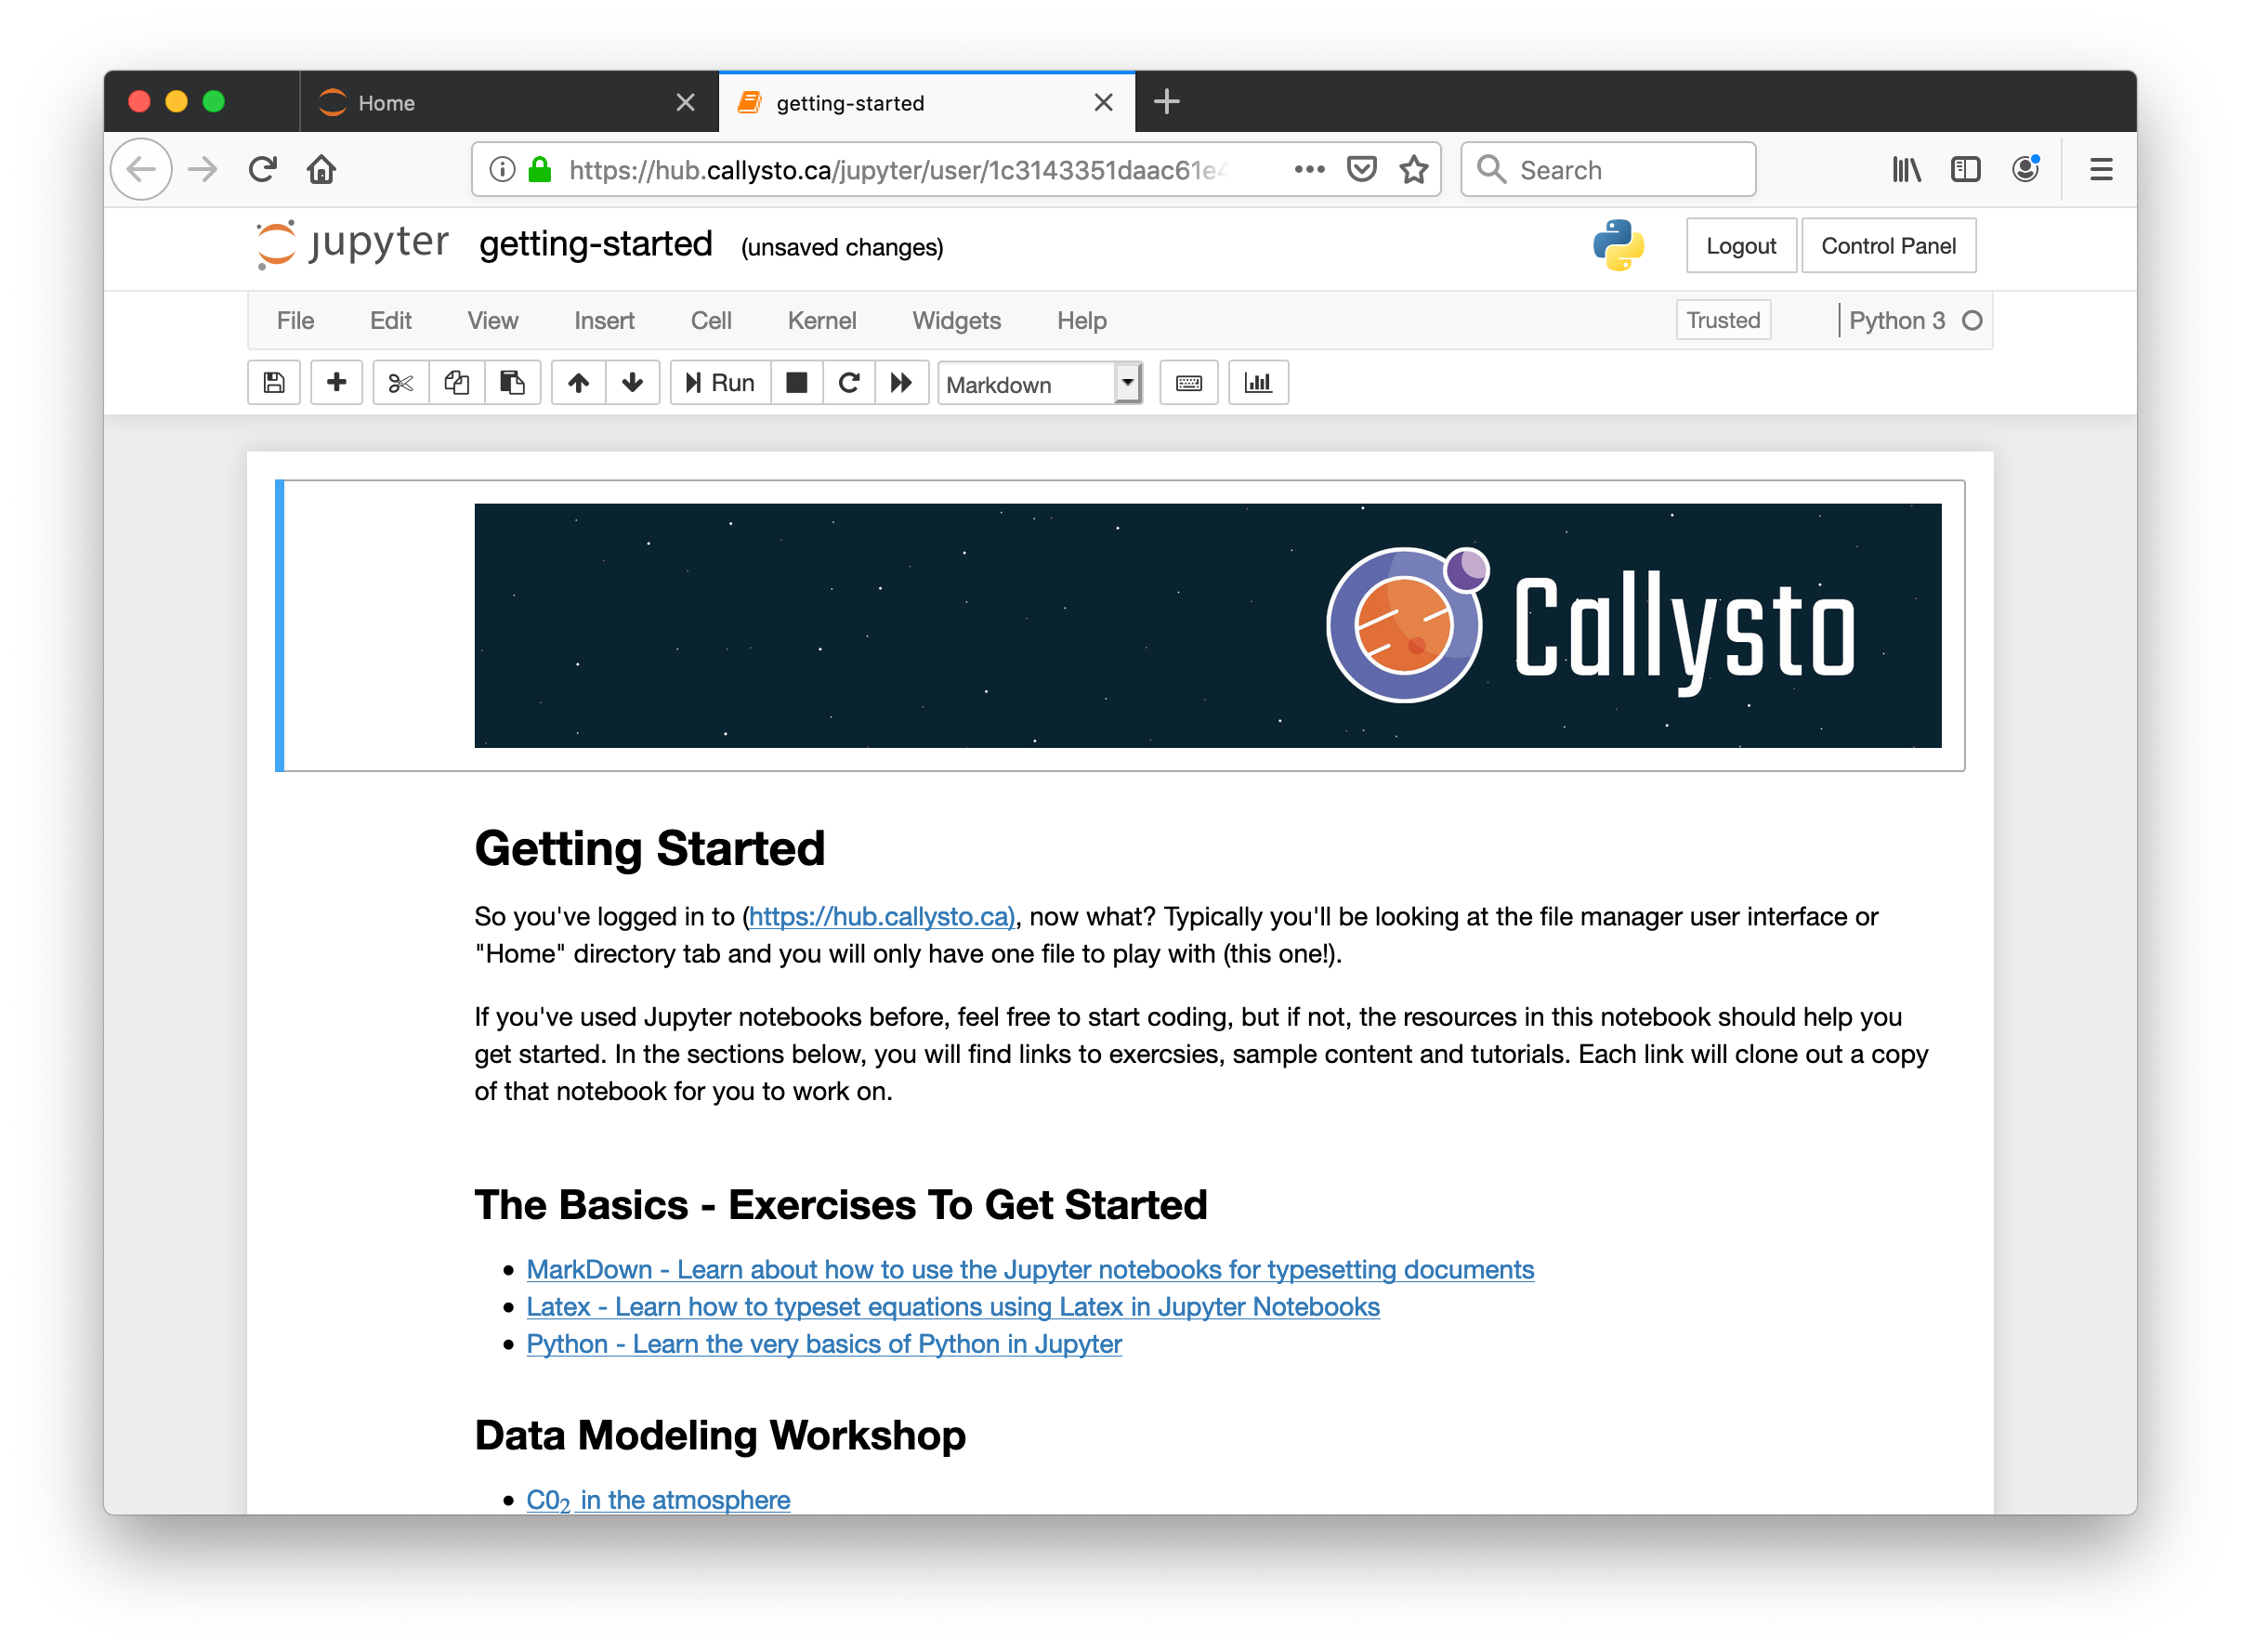 Home
getting-started
https://hub.callysto.ca/jupyter/user/1c3143351daac61e4
Search
jupyter getting-started (unsaved changes)
Logout Control Panel
File Edit View Insert Cell Kernel Widgets Help
Trusted Python 3
Run Markdown
Callysto
Getting Started
So you've logged in to (https://hub.callysto.ca), now what? Typically you'll be looking at the file manager user interface or
"Home" directory tab and you will only have one file to play with (this one!).
If you've used Jupyter notebooks before, feel free to start coding, but if not, the resources in this notebook should help you
get started. In the sections below, you will find links to exercsies, sample content and tutorials. Each link will clone out a copy
of that notebook for you to work on.
The Basics - Exercises To Get Started
• MarkDown - Learn about how to use the Jupyter notebooks for typesetting documents
• Latex - Learn how to typeset equations using Latex in Jupyter Notebooks
• Python - Learn the very basics of Python in Jupyter
Data Modeling Workshop
• C0₂ in the atmosphere